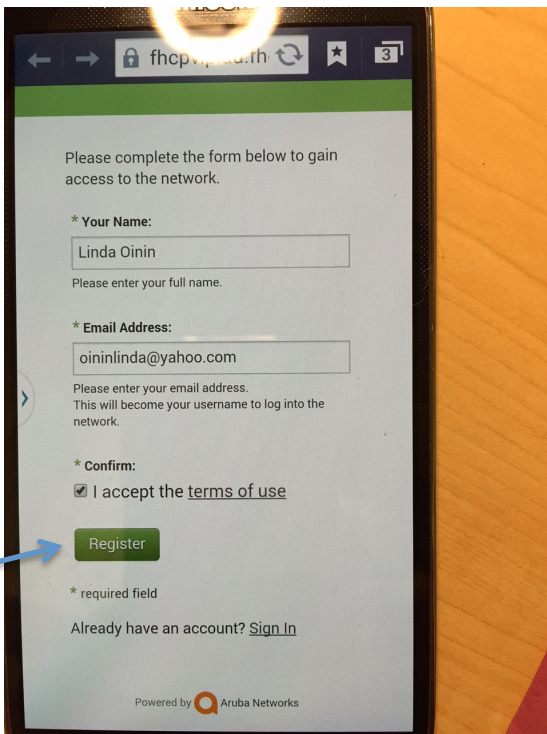 3
Please complete the form below to gain
access to the network.
* Your Name:
Linda Oinin
Please enter your full name.
* Email Address:
oininlinda@yahoo.com
Please enter your email address.
This will become your username to log into the
network.
* Confirm:
I accept the terms of use
Register
* required field
Already have an account? Sign In
Powered by Aruba Networks